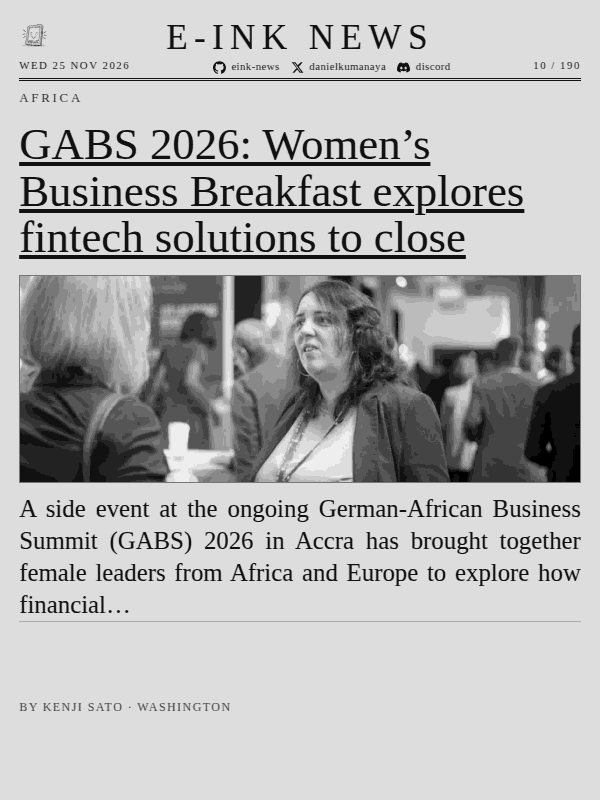 E-INK NEWS
WED 25 NOV 2026
eink-news danielkumanaya discord
10 / 190
AFRICA
GABS 2026: Women’s
Business Breakfast explores
fintech solutions to close
A side event at the ongoing German-African Business
Summit (GABS) 2026 in Accra has brought together
female leaders from Africa and Europe to explore how
financial…
BY KENJI SATO · WASHINGTON